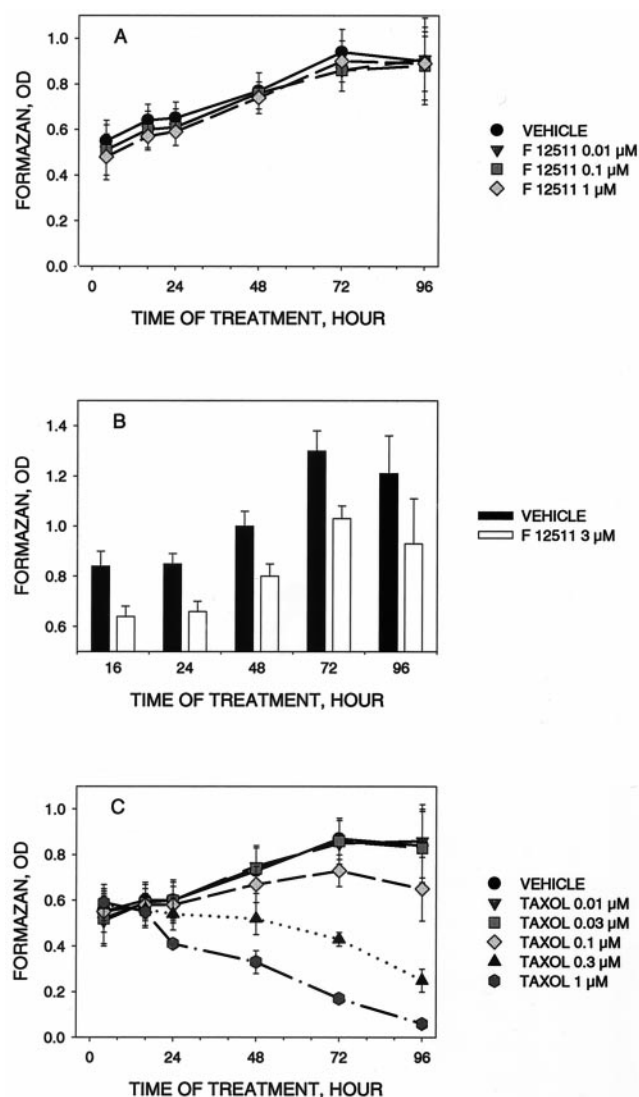 A
FORMAZAN, OD
1.0
0.8
0.6
0.4
0.2
0.0
0 24 48 72 96
TIME OF TREATMENT, HOUR
VEHICLE
F 12511 0.01 µM
F 12511 0.1 µM
F 12511 1 µM
B
FORMAZAN, OD
1.4
1.2
1.0
0.8
0.6
16 24 48 72 96
TIME OF TREATMENT, HOUR
VEHICLE
F 12511 3 µM
C
FORMAZAN, OD
1.0
0.8
0.6
0.4
0.2
0.0
0 24 48 72 96
TIME OF TREATMENT, HOUR
VEHICLE
TAXOL 0.01 µM
TAXOL 0.03 µM
TAXOL 0.1 µM
TAXOL 0.3 µM
TAXOL 1 µM